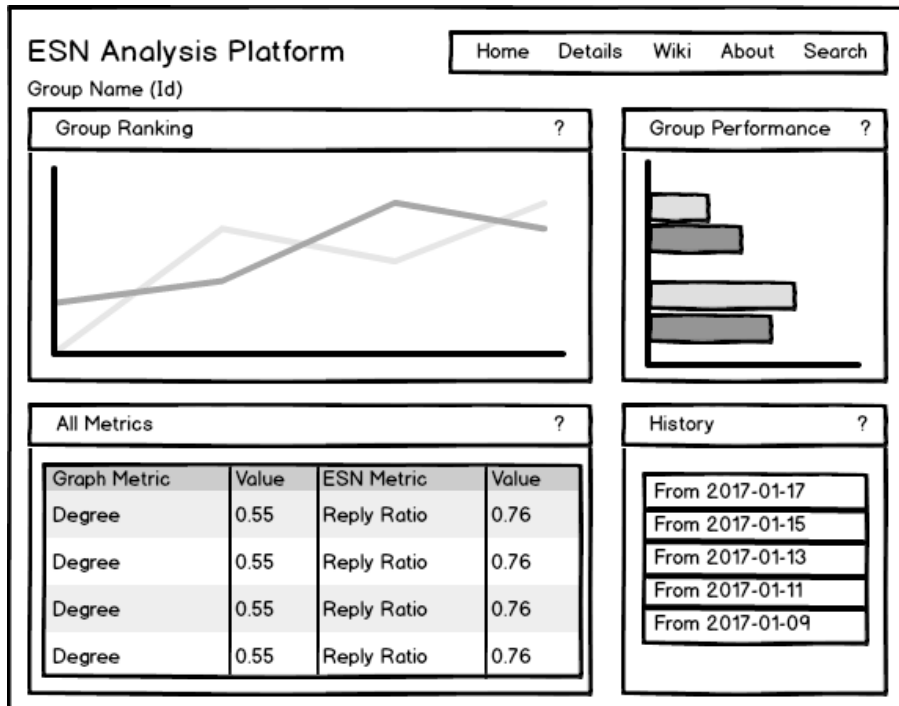 ESN Analysis Platform
Home Details Wiki About Search
Group Name (Id)
Group Ranking ?
Group Performance ?
All Metrics ?
Graph Metric Value ESN Metric Value
Degree 0.55 Reply Ratio 0.76
Degree 0.55 Reply Ratio 0.76
Degree 0.55 Reply Ratio 0.76
Degree 0.55 Reply Ratio 0.76
History ?
From 2017-01-17
From 2017-01-15
From 2017-01-13
From 2017-01-11
From 2017-01-09